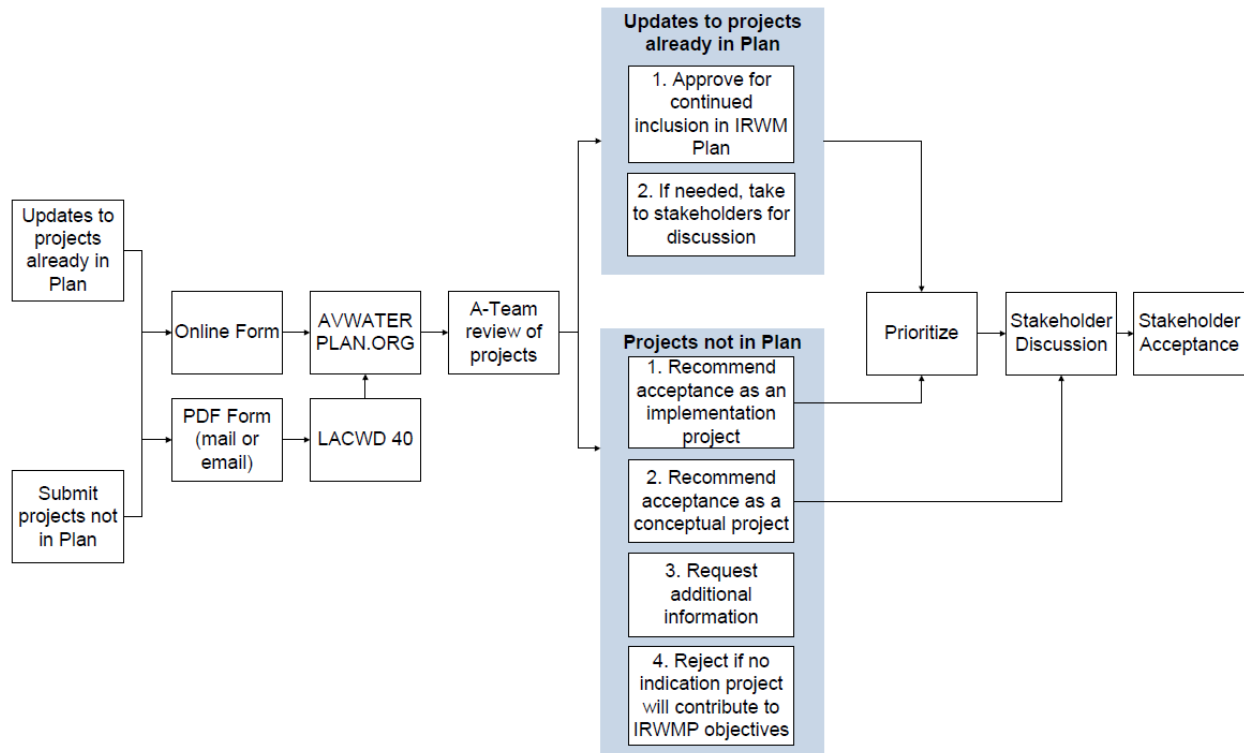 Updates to
projects
already in
Plan
Submit
projects not
in Plan
Online Form
PDF Form
(mail or
email)
AVWATER
PLAN.ORG
LACWD 40
A-Team
review of
projects
Updates to projects
already in Plan
1. Approve for
continued
inclusion in IRWM
Plan
2. If needed, take
to stakeholders for
discussion
Projects not in Plan
1. Recommend
acceptance as an
implementation
project
2. Recommend
acceptance as a
conceptual project
3. Request
additional
information
4. Reject if no
indication project
will contribute to
IRWMP objectives
Prioritize
Stakeholder
Discussion
Stakeholder
Acceptance